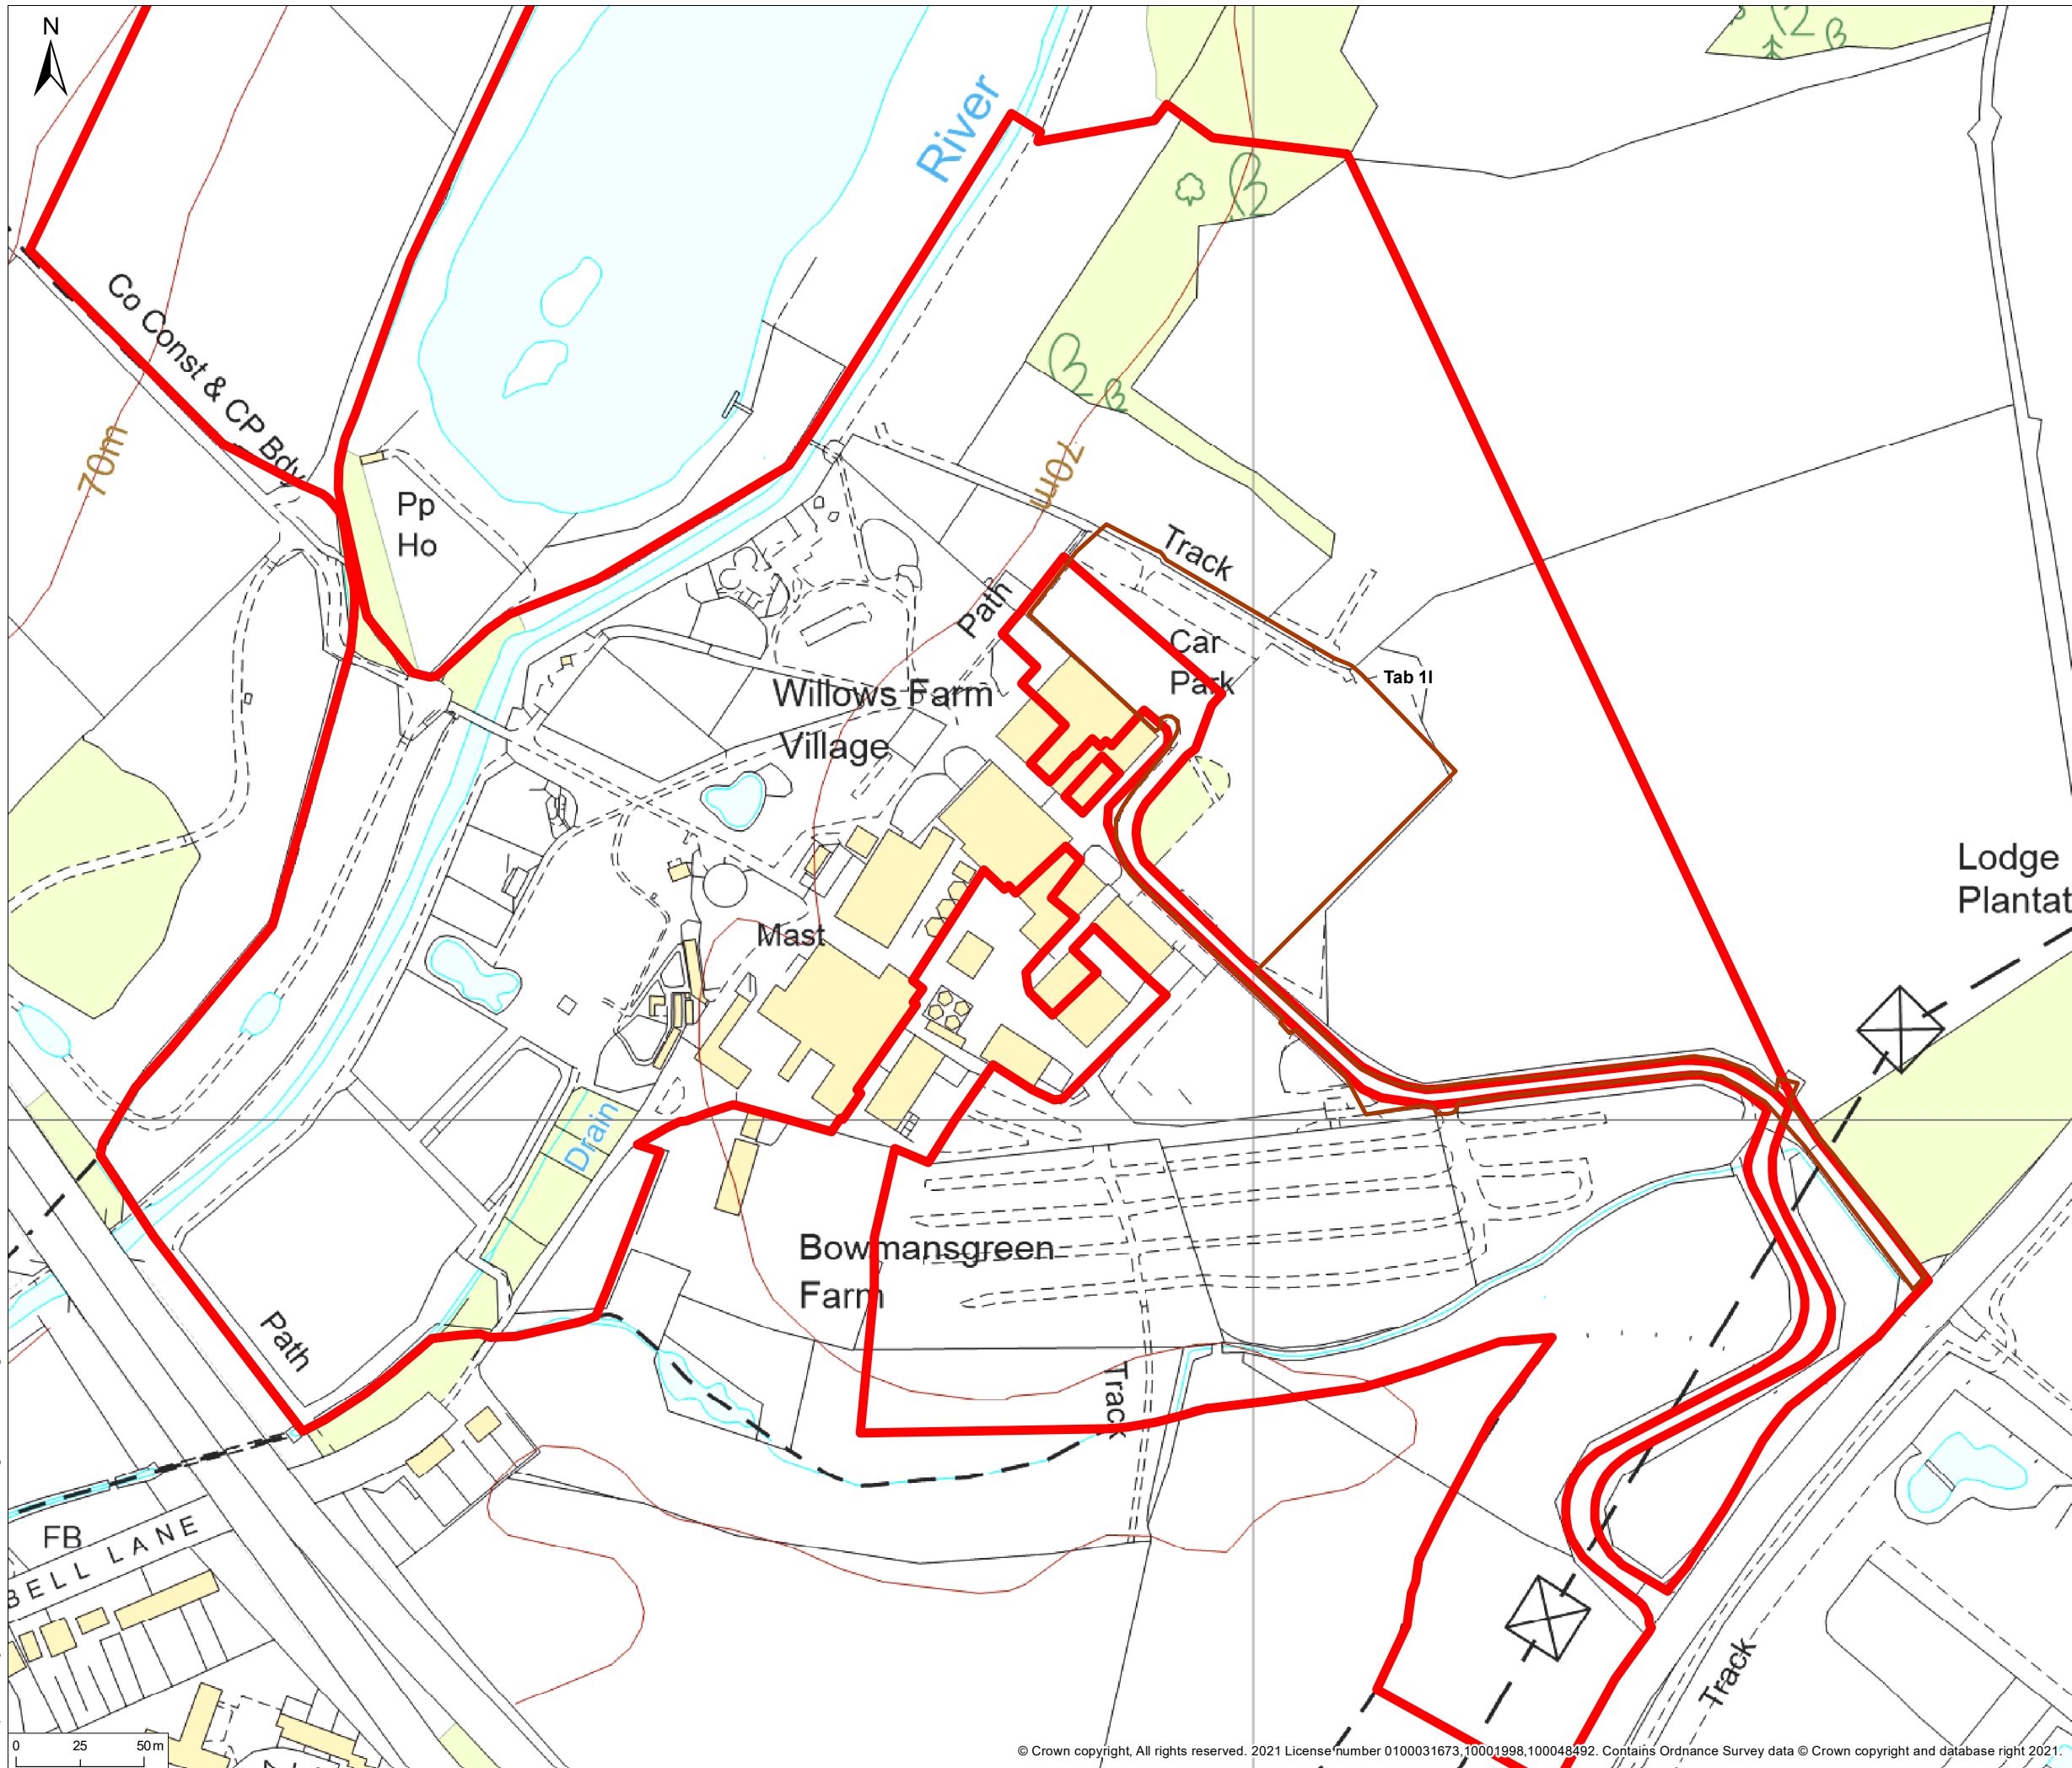 N
River
Co Const & CP Bdy
70m
Pp
Ho
70m
Track
Path
Car
Park
Tab 1I
Willows Farm
Village
Lodge
Plantat
Mast
Drain
Bowmansgreen
Farm
Path
Track
FB
BELL LANE
Track
0 25 50m
© Crown copyright, All rights reserved. 2021 License number 0100031673,10001998,100048492. Contains Ordnance Survey data © Crown copyright and database right 2021.